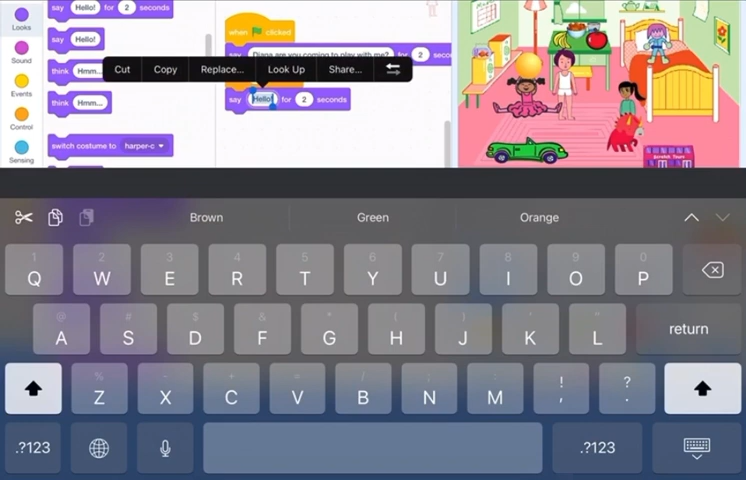 Looks
Sound
Events
Control
Sensing
say Hello! for 2 seconds
say Hello!
think Hmm...
think Hmm...
switch costume to harper-c
when clicked
say Diana are you coming to play with me? for 2
say Hello! for 2 seconds
Cut Copy Replace... Look Up Share...
Brown Green Orange
1 2 3 4 5 6 7 8 9 0
Q W E R T Y U I O P
@ # $ & * ( ) ' "
A S D F G H J K L return
% - + = / ; : ! ?
Z X C V B N M , .
.?123 .?123